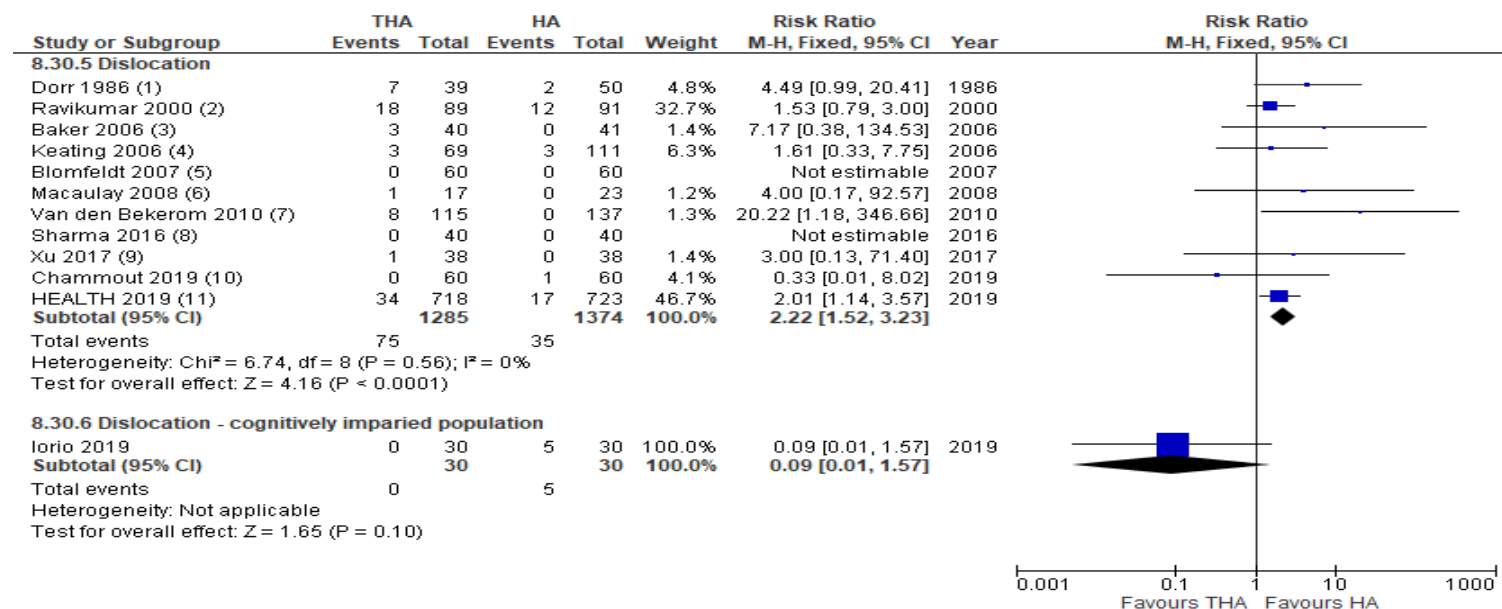 THA HA Risk Ratio Risk Ratio
Study or Subgroup Events Total Events Total Weight M-H, Fixed, 95% CI Year M-H, Fixed, 95% CI
8.30.5 Dislocation
Dorr 1986 (1) 7 39 2 50 4.8% 4.49 [0.99, 20.41] 1986
Ravikumar 2000 (2) 18 89 12 91 32.7% 1.53 [0.79, 3.00] 2000
Baker 2006 (3) 3 40 0 41 1.4% 7.17 [0.38, 134.53] 2006
Keating 2006 (4) 3 69 3 111 6.3% 1.61 [0.33, 7.75] 2006
Blomfeldt 2007 (5) 0 60 0 60 Not estimable 2007
Macaulay 2008 (6) 1 17 0 23 1.2% 4.00 [0.17, 92.57] 2008
Van den Bekerom 2010 (7) 8 115 0 137 1.3% 20.22 [1.18, 346.66] 2010
Sharma 2016 (8) 0 40 0 40 Not estimable 2016
Xu 2017 (9) 1 38 0 38 1.4% 3.00 [0.13, 71.40] 2017
Chammout 2019 (10) 0 60 1 60 4.1% 0.33 [0.01, 8.02] 2019
HEALTH 2019 (11) 34 718 17 723 46.7% 2.01 [1.14, 3.57] 2019
Subtotal (95% CI) 1285 1374 100.0% 2.22 [1.52, 3.23]
Total events 75 35
Heterogeneity: Chi² = 6.74, df = 8 (P = 0.56); I² = 0%
Test for overall effect: Z = 4.16 (P < 0.0001)
8.30.6 Dislocation - cognitively imparied population
Iorio 2019 0 30 5 30 100.0% 0.09 [0.01, 1.57] 2019
Subtotal (95% CI) 30 30 100.0% 0.09 [0.01, 1.57]
Total events 0 5
Heterogeneity: Not applicable
Test for overall effect: Z = 1.65 (P = 0.10)
0.001 0.1 1 10 1000
Favours THA Favours HA